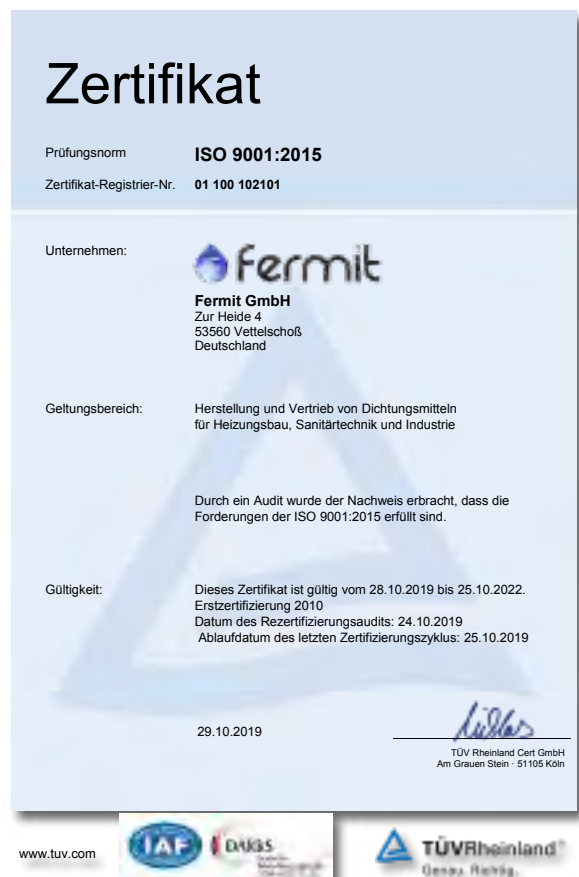 Zertifikat
Prüfungsnorm ISO 9001:2015
Zertifikat-Registrier-Nr. 01 100 102101
Unternehmen: fermit
Fermit GmbH
Zur Heide 4
53560 Vettelschoß
Deutschland
Geltungsbereich: Herstellung und Vertrieb von Dichtungsmitteln
für Heizungsbau, Sanitärtechnik und Industrie
Durch ein Audit wurde der Nachweis erbracht, dass die
Forderungen der ISO 9001:2015 erfüllt sind.
Gültigkeit: Dieses Zertifikat ist gültig vom 28.10.2019 bis 25.10.2022.
Erstzertifizierung 2010
Datum des Rezertifizierungsaudits: 24.10.2019
Ablaufdatum des letzten Zertifizierungszyklus: 25.10.2019
29.10.2019
TÜV Rheinland Cert GmbH
Am Grauen Stein · 51105 Köln
www.tuv.com
IAF
DAkkS
TÜVRheinland®
Genau. Richtig.